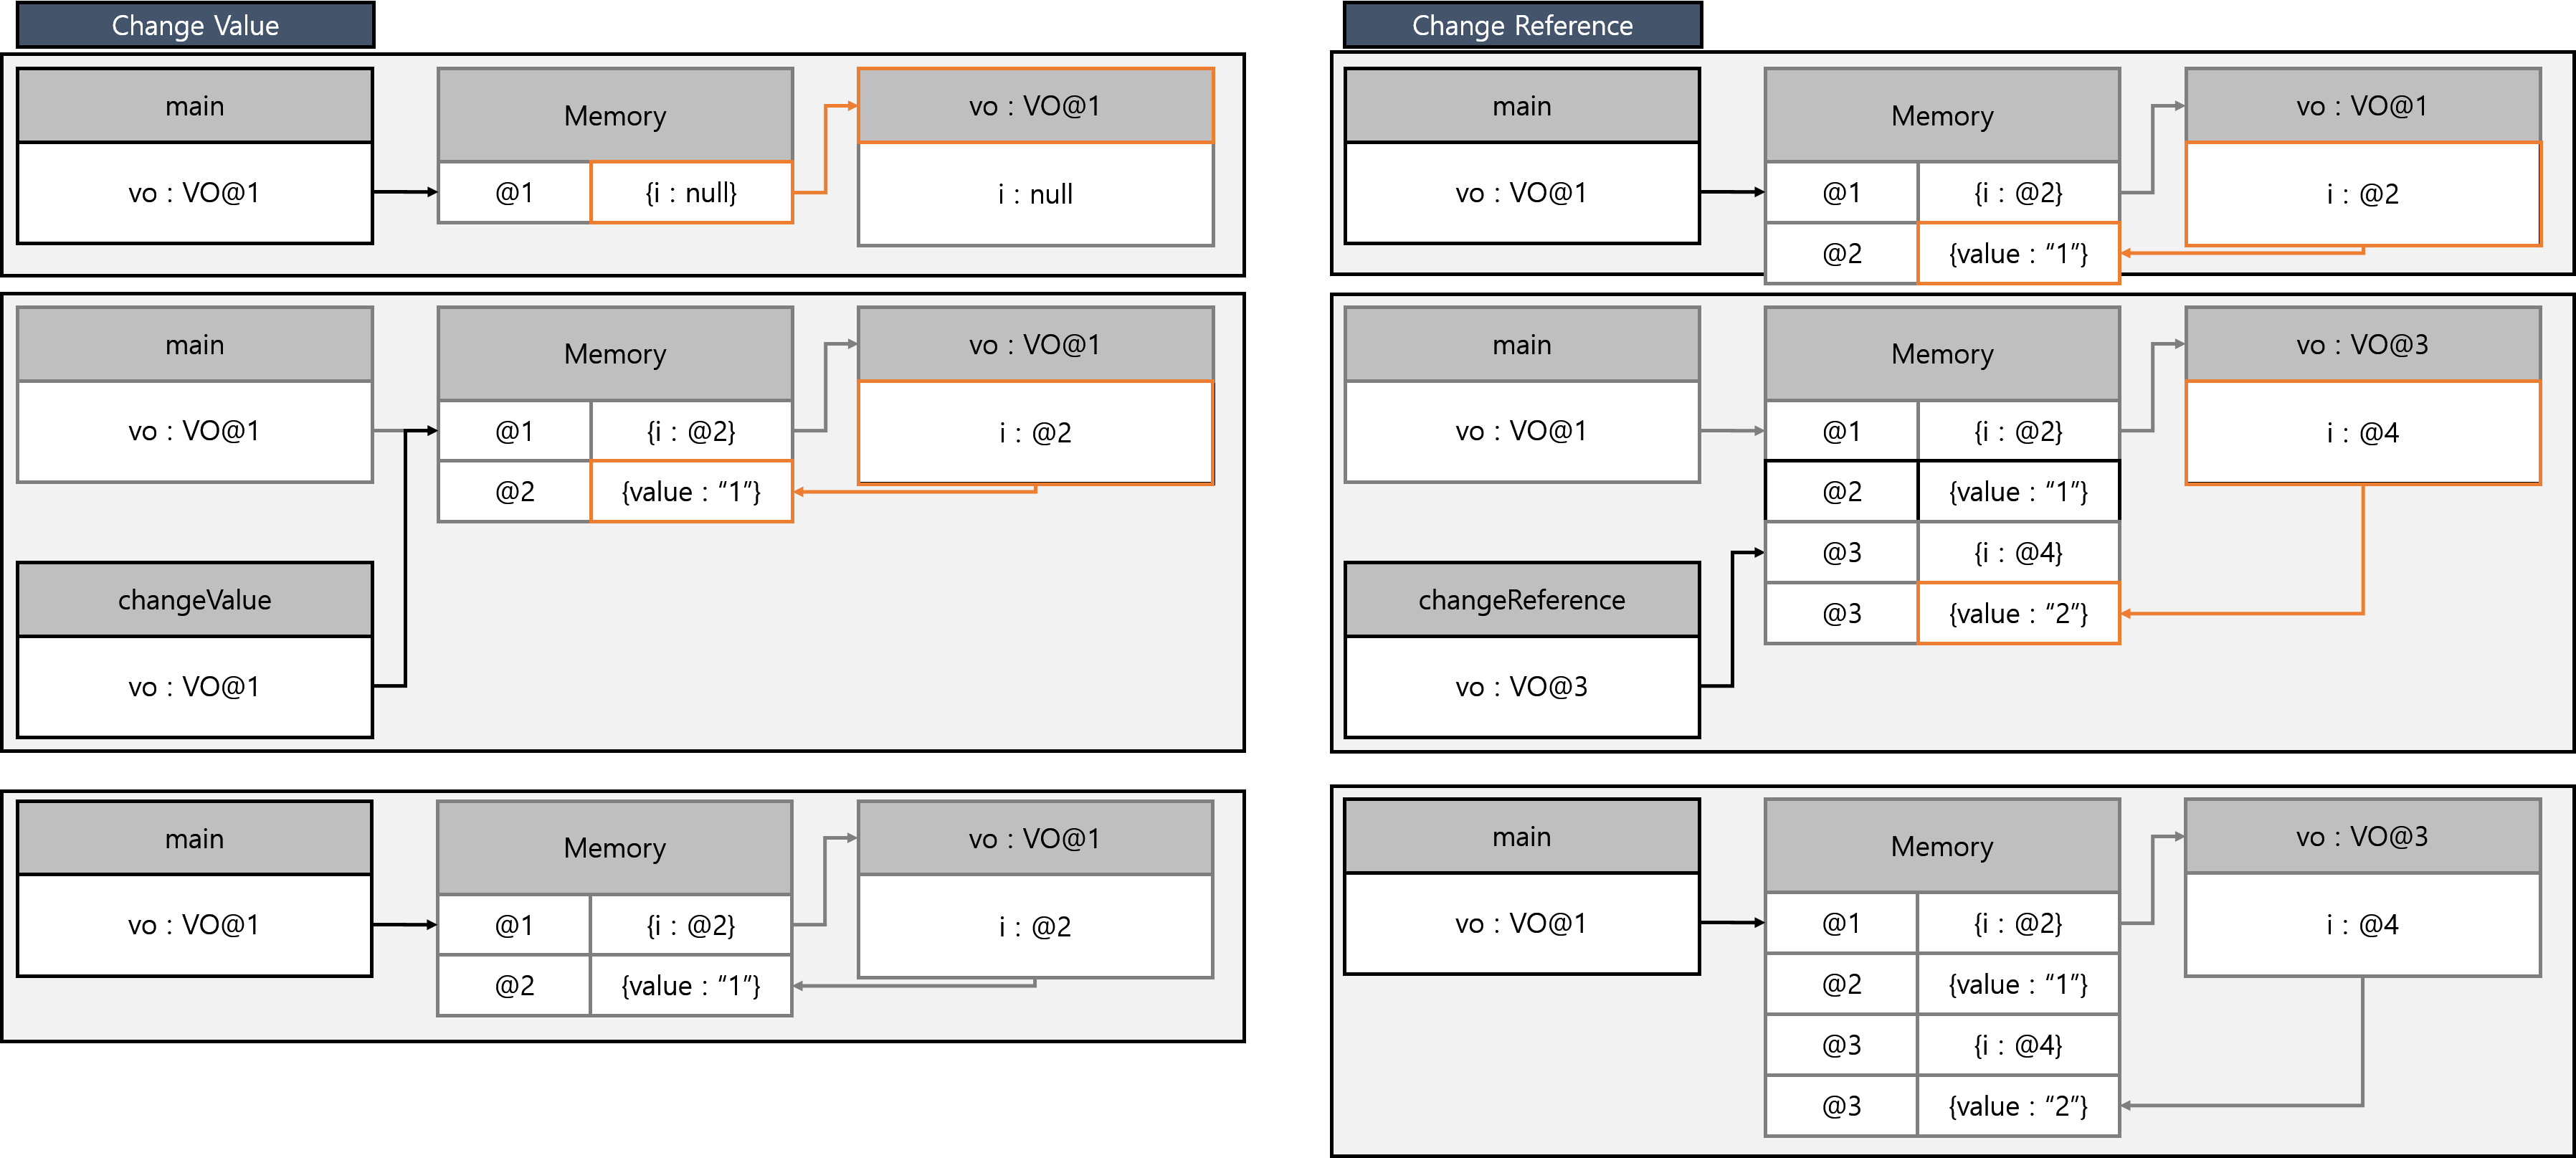 Change Value
main
Memory
vo : VO@1
vo : VO@1
@1
{i : null}
i : null
main
Memory
vo : VO@1
vo : VO@1
@1
{i : @2}
i : @2
@2
{value : “1”}
changeValue
vo : VO@1
main
Memory
vo : VO@1
vo : VO@1
@1
{i : @2}
i : @2
@2
{value : “1”}
Change Reference
main
Memory
vo : VO@1
vo : VO@1
@1
{i : @2}
i : @2
@2
{value : “1”}
main
Memory
vo : VO@3
vo : VO@1
@1
{i : @2}
i : @4
@2
{value : “1”}
@3
{i : @4}
changeReference
@3
{value : “2”}
vo : VO@3
main
Memory
vo : VO@3
vo : VO@1
@1
{i : @2}
i : @4
@2
{value : “1”}
@3
{i : @4}
@3
{value : “2”}